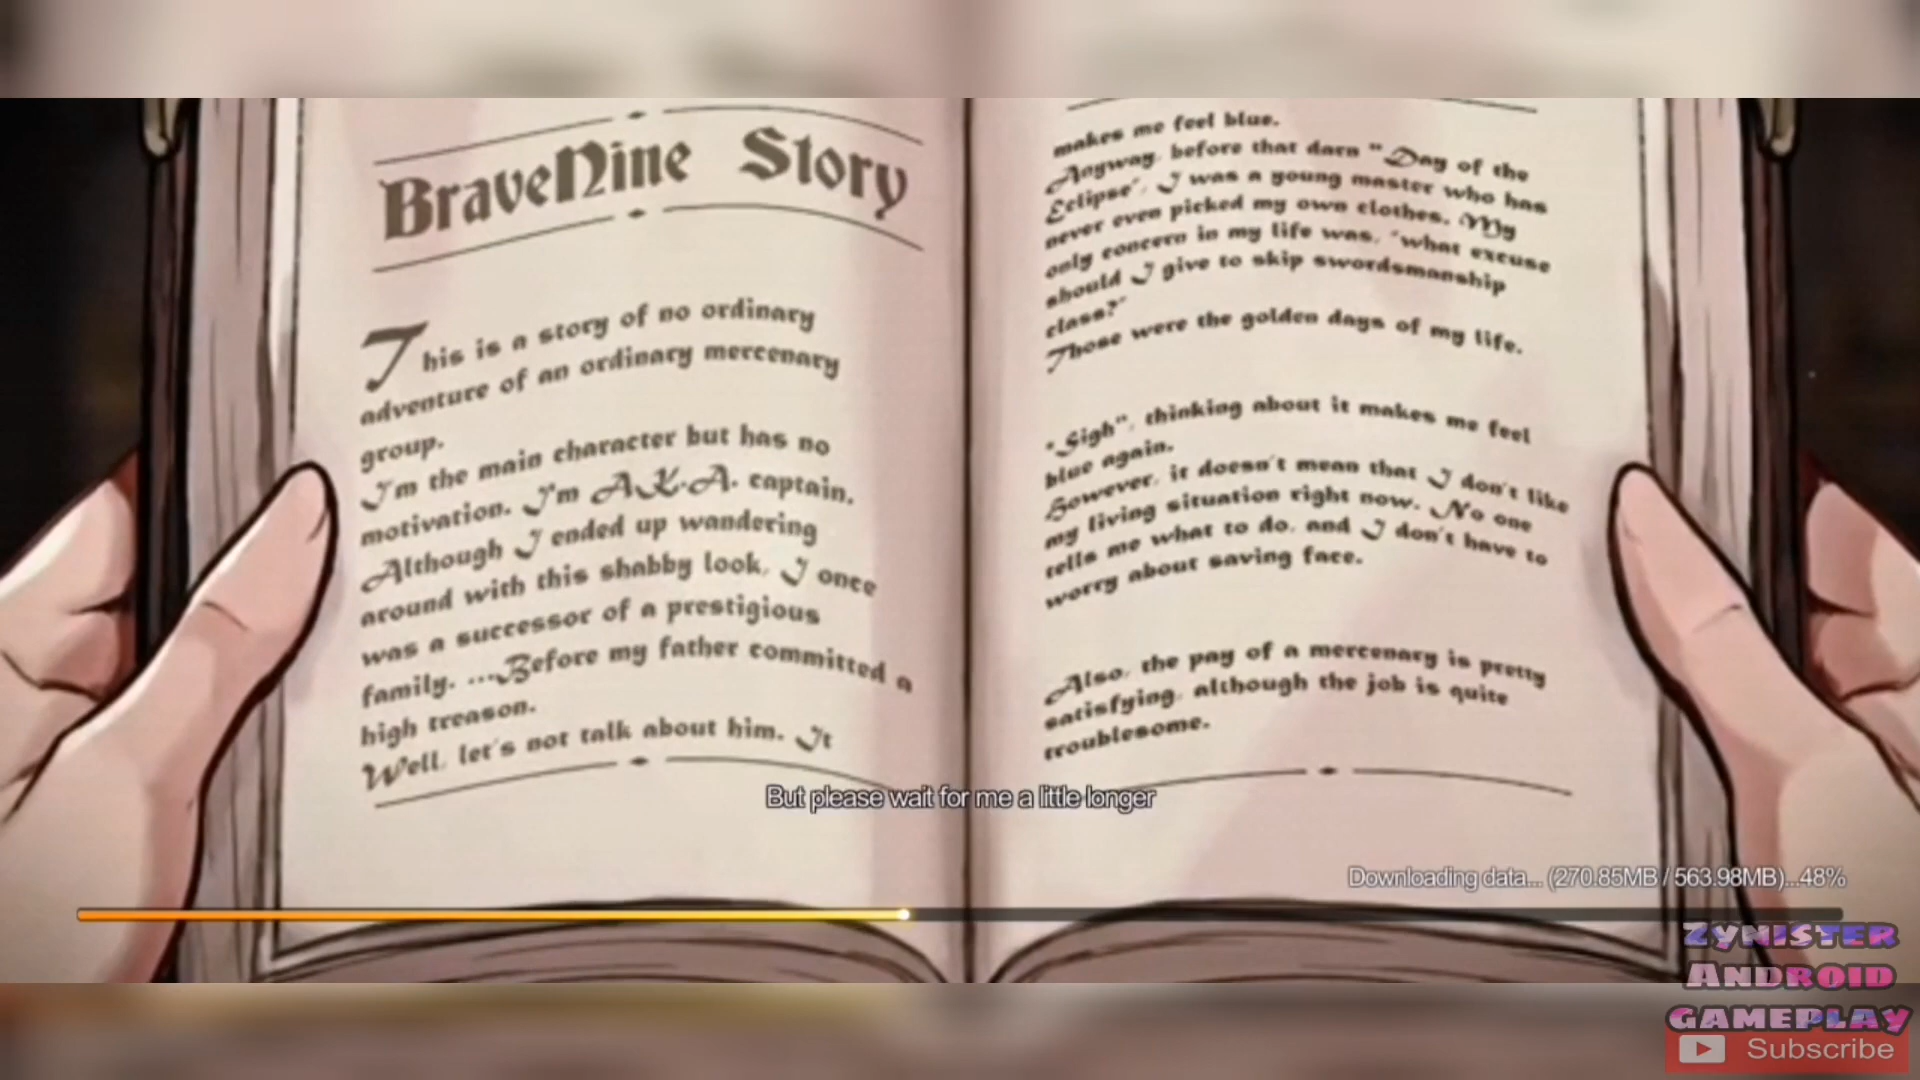 BraveNine Story
This is a story of no ordinary
adventure of an ordinary mercenary
group.
I'm the main character but has no
motivation. I'm A.K.A. captain.
Although I ended up wandering
around with this shabby look, I once
was a successor of a prestigious
family. ...Before my father committed a
high treason.
Well, let's not talk about him. It
makes me feel blue.
Anyway, before that darn "Day of the
Eclipse", I was a young master who has
never even picked my own clothes. My
only concern in my life was, "what excuse
should I give to skip swordsmanship
class?"
Those were the golden days of my life.
"Sigh", thinking about it makes me feel
blue again.
However, it doesn't mean that I don't like
my living situation right now. No one
tells me what to do, and I don't have to
worry about saving face.
Also, the pay of a mercenary is pretty
satisfying, although the job is quite
troublesome.
But please wait for me a little longer
Downloading data... (270.85MB / 563.98MB)...48%
Zynister
Android
Gameplay
Subscribe